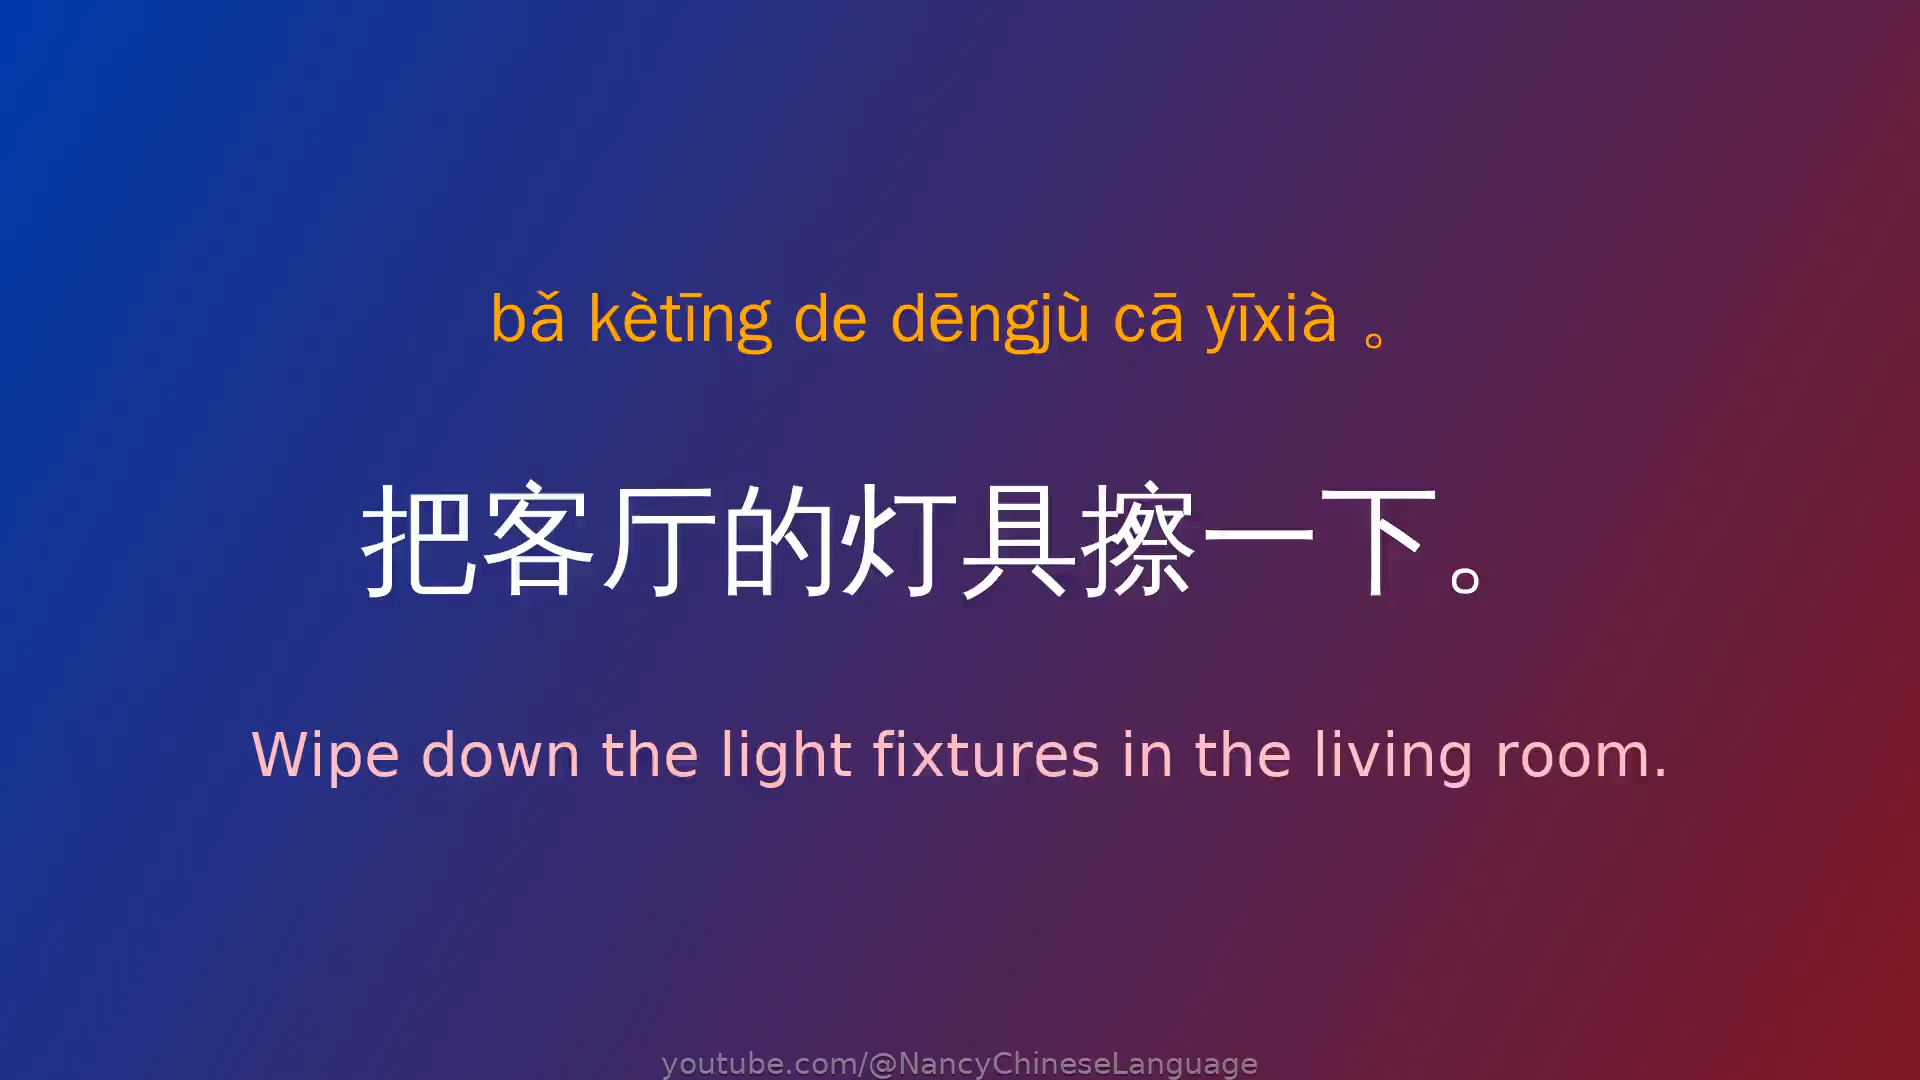 bǎ kètīng de dēngjù cā yīxià 。
把客厅的灯具擦一下。
Wipe down the light fixtures in the living room.
youtube.com/@NancyChineseLanguage